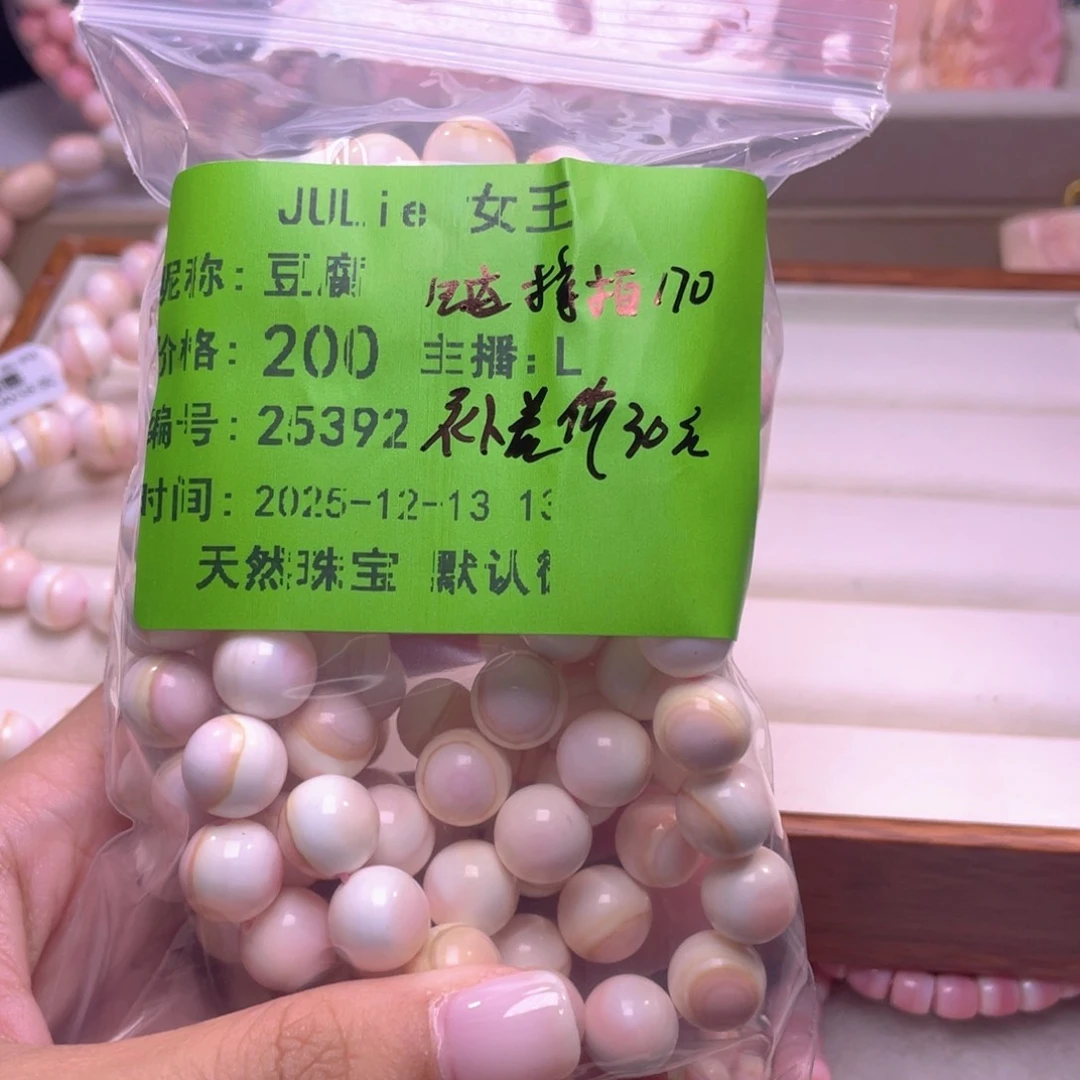 JULie 女王
昵称: 豆腐
拍 170
价格: 200 主播: L
编号: 25392 补差价30元
时间: 2025-12-13 13
天然珠宝 默认